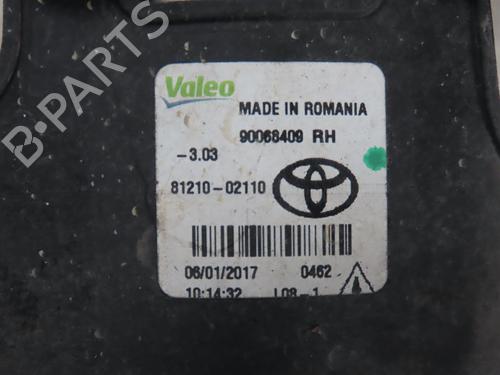 Valeo
MADE IN ROMANIA
90068409 RH
-3.03
81210-02110
06/01/2017 0462
10:14:32 L08-1
B-PARTS